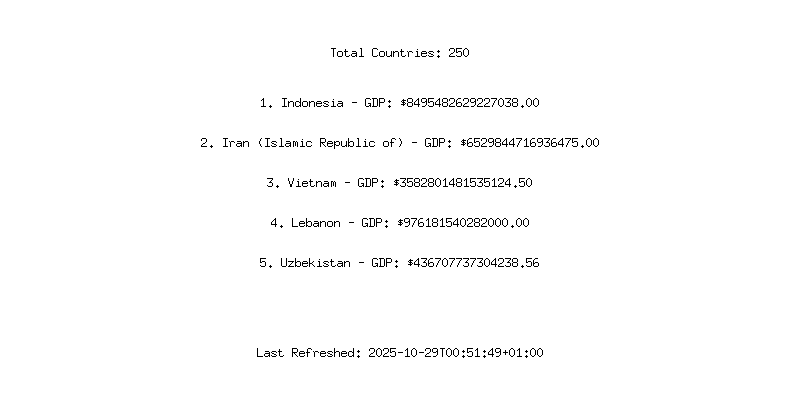 Total Countries: 250
1. Indonesia - GDP: $8495482629227038.00
2. Iran (Islamic Republic of) - GDP: $6529844716936475.00
3. Vietnam - GDP: $3582801481535124.50
4. Lebanon - GDP: $976181540282000.00
5. Uzbekistan - GDP: $436707737304238.56
Last Refreshed: 2025-10-29T00:51:49+01:00